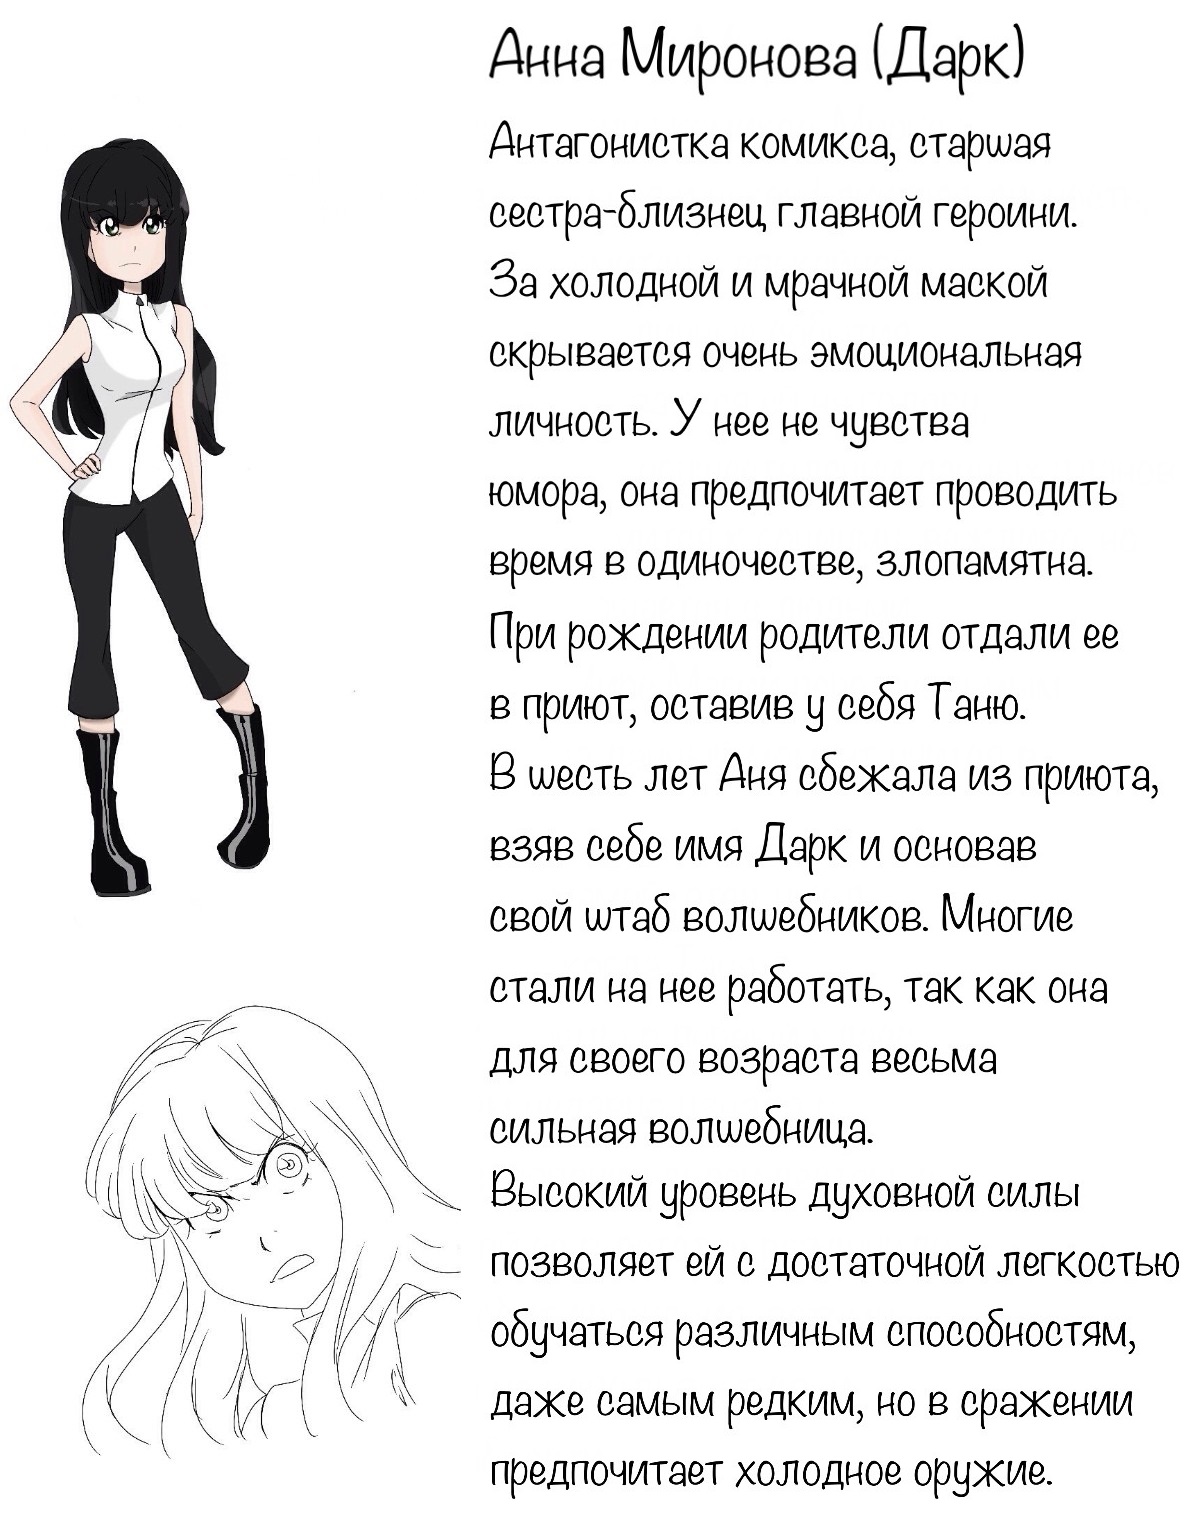 Анна Миронова (Дарк)
Антагонистка комикса, старшая
сестра-близнец главной героини.
За холодной и мрачной маской
скрывается очень эмоциональная
личность. У нее не чувства
юмора, она предпочитает проводить
время в одиночестве, злопамятна.
При рождении родители отдали ее
в приют, оставив у себя Таню.
В шесть лет Аня сбежала из приюта,
взяв себе имя Дарк и основав
свой штаб волшебников. Многие
стали на нее работать, так как она
для своего возраста весьма
сильная волшебница.
Высокий уровень духовной силы
позволяет ей с достаточной легкостью
обучаться различным способностям,
даже самым редким, но в сражении
предпочитает холодное оружие.